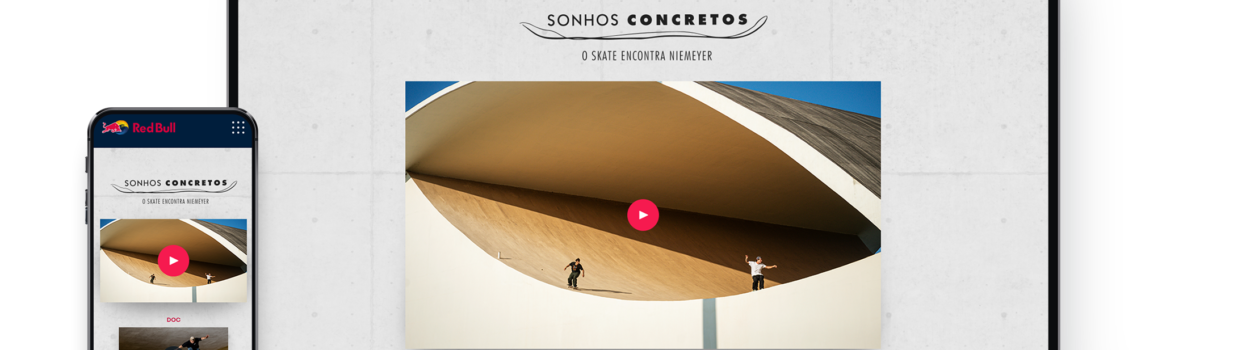 SONHOS CONCRETOS
O SKATE ENCONTRA NIEMEYER
Red Bull
SONHOS CONCRETOS
O SKATE ENCONTRA NIEMEYER
DOC